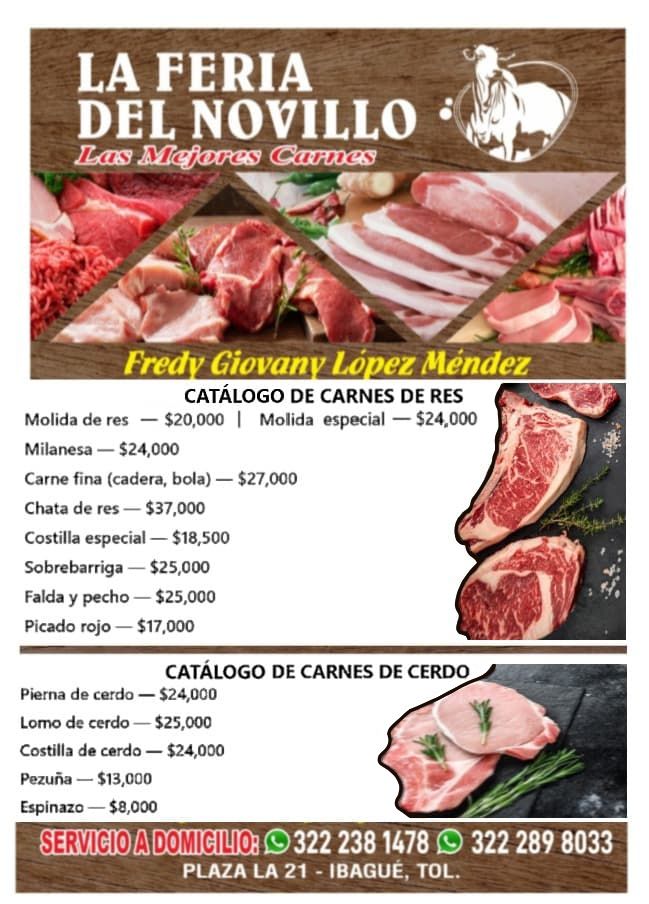 LA FERIA
DEL NOVILLO
Las Mejores Carnes
Fredy Giovany López Méndez
CATÁLOGO DE CARNES DE RES
Molida de res — $20,000 | Molida especial — $24,000
Milanesa — $24,000
Carne fina (cadera, bola) — $27,000
Chata de res — $37,000
Costilla especial — $18,500
Sobrebarriga — $25,000
Falda y pecho — $25,000
Picado rojo — $17,000
CATÁLOGO DE CARNES DE CERDO
Pierna de cerdo — $24,000
Lomo de cerdo — $25,000
Costilla de cerdo — $24,000
Pezuña — $13,000
Espinazo — $8,000
SERVICIO A DOMICILIO: 322 238 1478 322 289 8033
PLAZA LA 21 - IBAGUÉ, TOL.